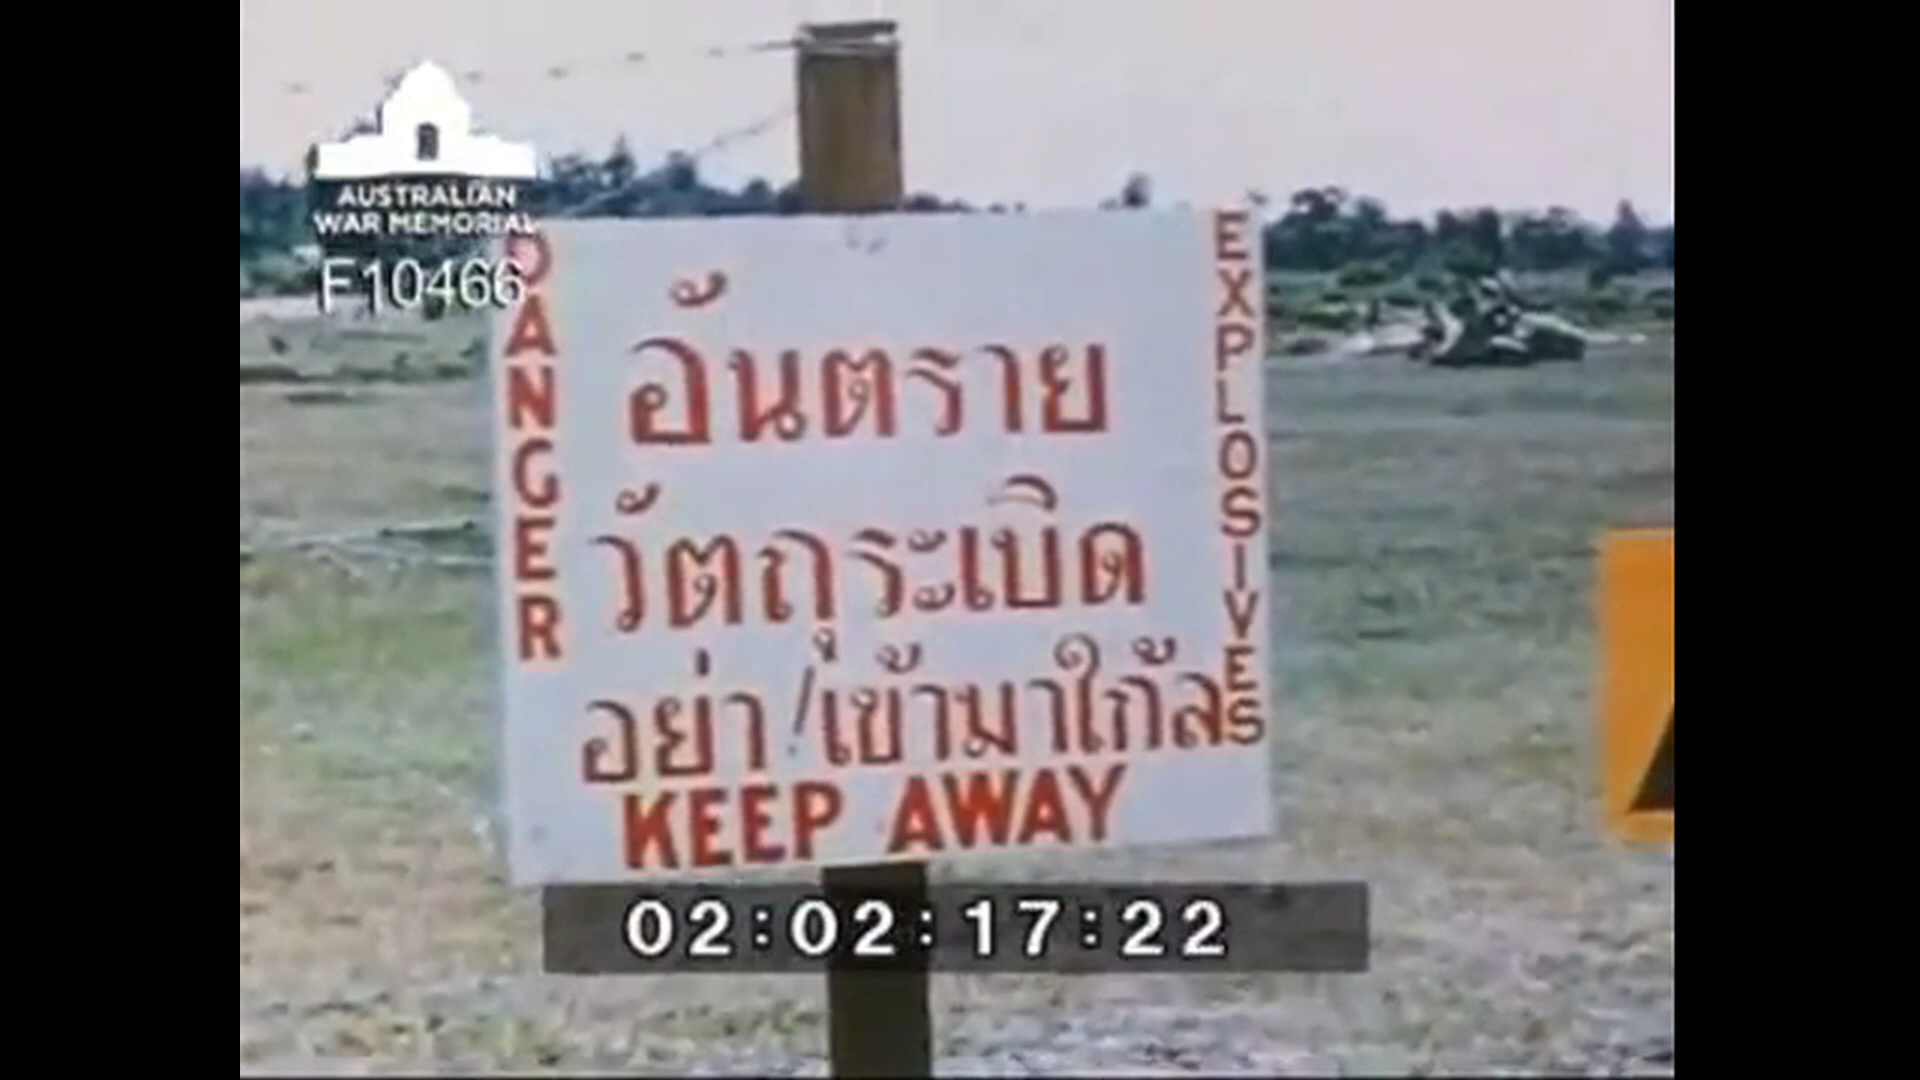 AUSTRALIAN
WAR MEMORIAL
F10466
DANGER
EXPLOSIVES
อันตราย
วัตถุระเบิด
อย่า!เข้ามาใกล้
KEEP AWAY
02:02:17:22